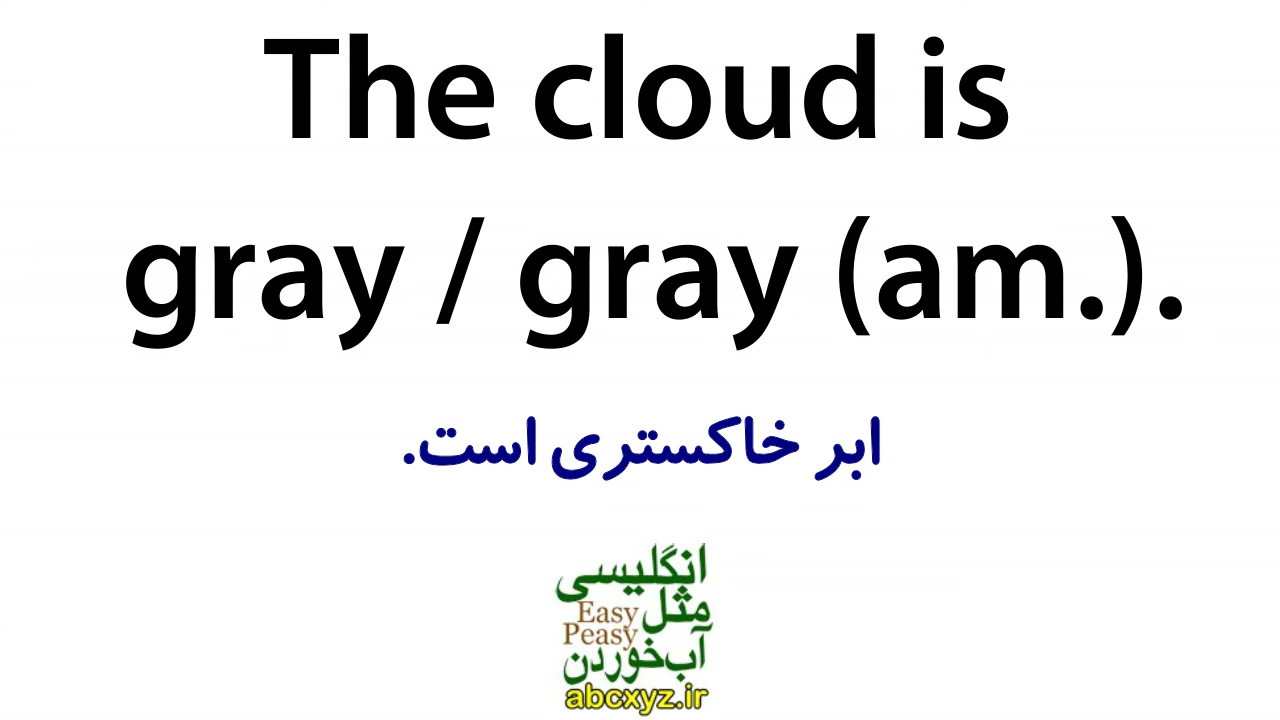 The cloud is
gray / gray (am.).
ابر خاکستری است.
انگلیسی
مثل Easy
Peasy
آب‌خوردن
abcxyz.ir